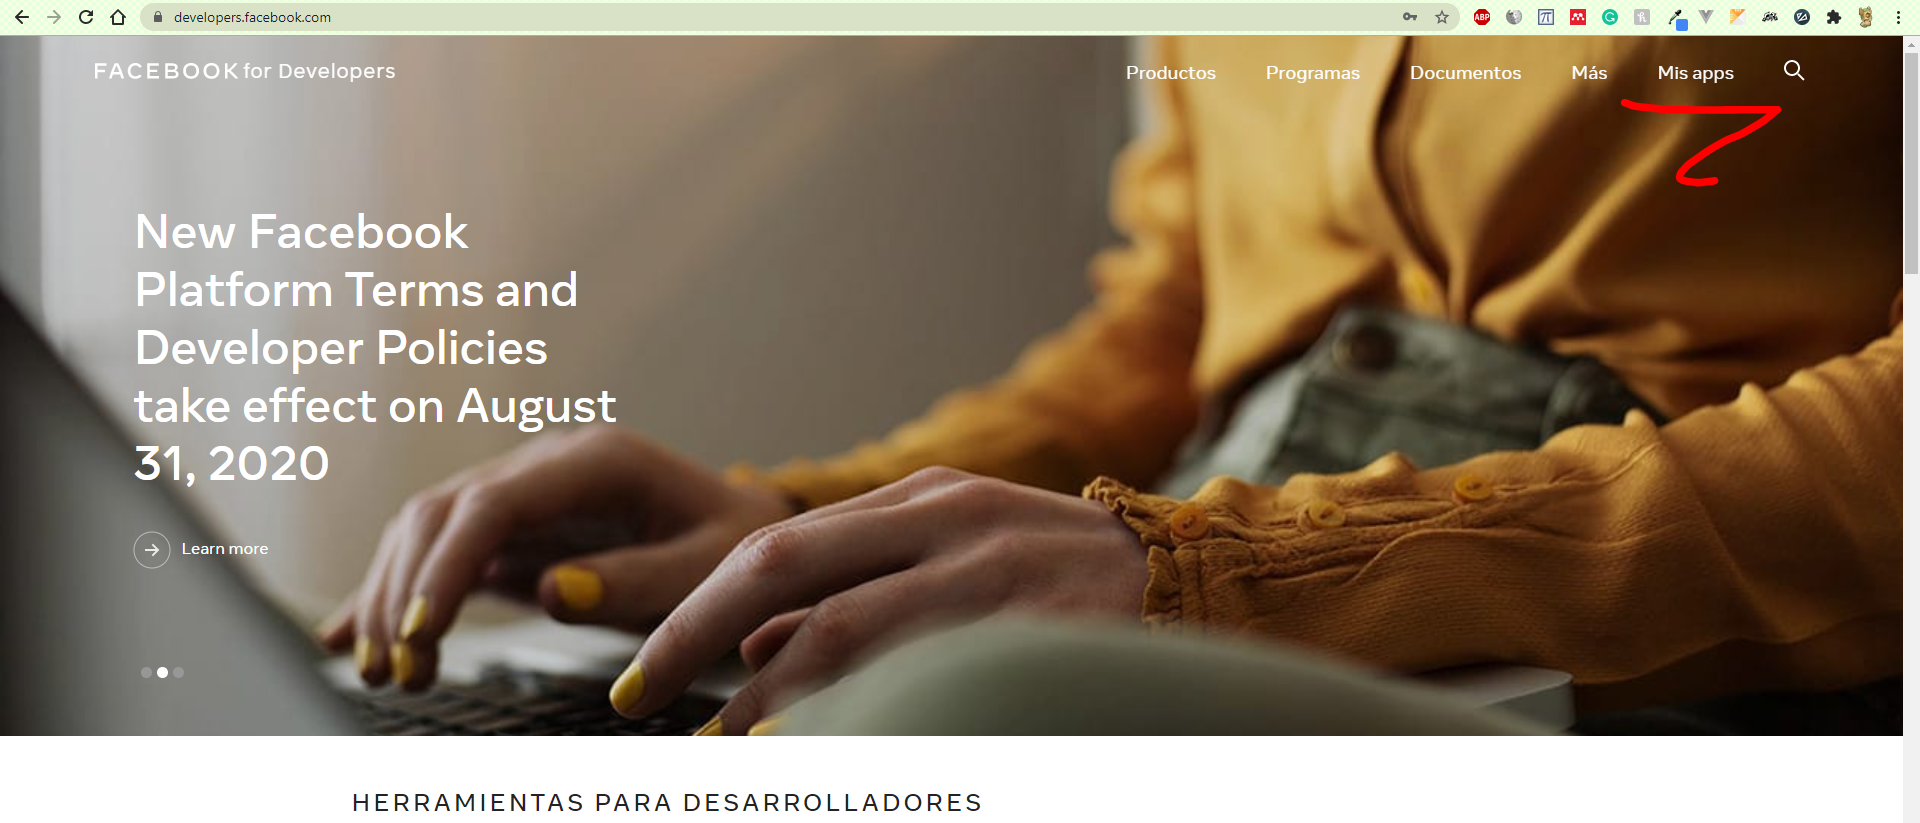 developers.facebook.com
ABP
FACEBOOK for Developers
Productos
Programas
Documentos
Más
Mis apps
New Facebook
Platform Terms and
Developer Policies
take effect on August
31, 2020
Learn more
HERRAMIENTAS PARA DESARROLLADORES